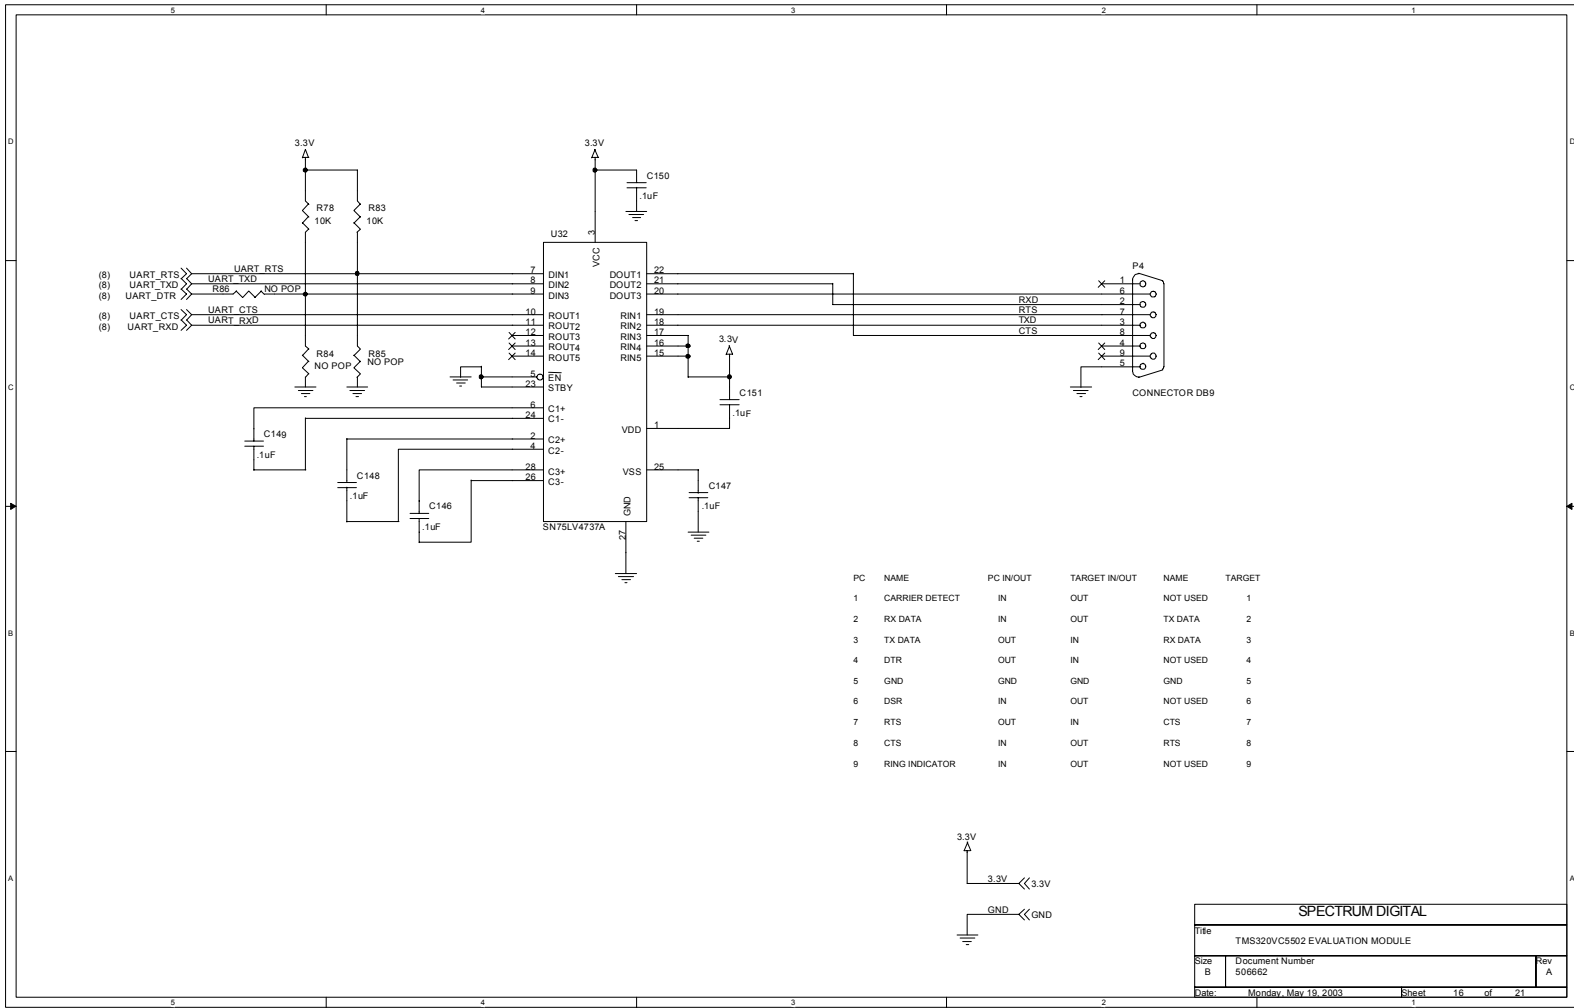 5 4 3 2 1
D D
C C
B B
A A
3.3V
R78
10K
R83
10K
3.3V
C150
.1uF
U32
3
VCC
(8) UART_RTS UART_RTS 7 DIN1
(8) UART_TXD UART_TXD 8 DIN2
(8) UART_DTR R86 NO POP 9 DIN3
(8) UART_CTS UART_CTS 10 ROUT1
(8) UART_RXD UART_RXD 11 ROUT2
12 ROUT3
13 ROUT4
14 ROUT5
R84
NO POP
R85
NO POP
5 EN
23 STBY
6 C1+
24 C1-
2 C2+
4 C2-
28 C3+
26 C3-
C149
.1uF
C148
.1uF
C146
.1uF
DOUT1 22
DOUT2 21
DOUT3 20
RIN1 19
RIN2 18
RIN3 17
RIN4 16
RIN5 15
3.3V
C151
.1uF
VDD 1
VSS 25
C147
.1uF
GND
27
SN75LV4737A
RXD
RTS
TXD
CTS
P4
1
6
2
7
3
8
4
9
5
CONNECTOR DB9
PC NAME PC IN/OUT TARGET IN/OUT NAME TARGET
1 CARRIER DETECT IN OUT NOT USED 1
2 RX DATA IN OUT TX DATA 2
3 TX DATA OUT IN RX DATA 3
4 DTR OUT IN NOT USED 4
5 GND GND GND GND 5
6 DSR IN OUT NOT USED 6
7 RTS OUT IN CTS 7
8 CTS IN OUT RTS 8
9 RING INDICATOR IN OUT NOT USED 9
3.3V
3.3V 3.3V
GND GND
SPECTRUM DIGITAL
Title
TMS320VC5502 EVALUATION MODULE
Size Document Number Rev
B 506662 A
Date: Monday, May 19, 2003 Sheet 16 of 21
5 4 3 2 1